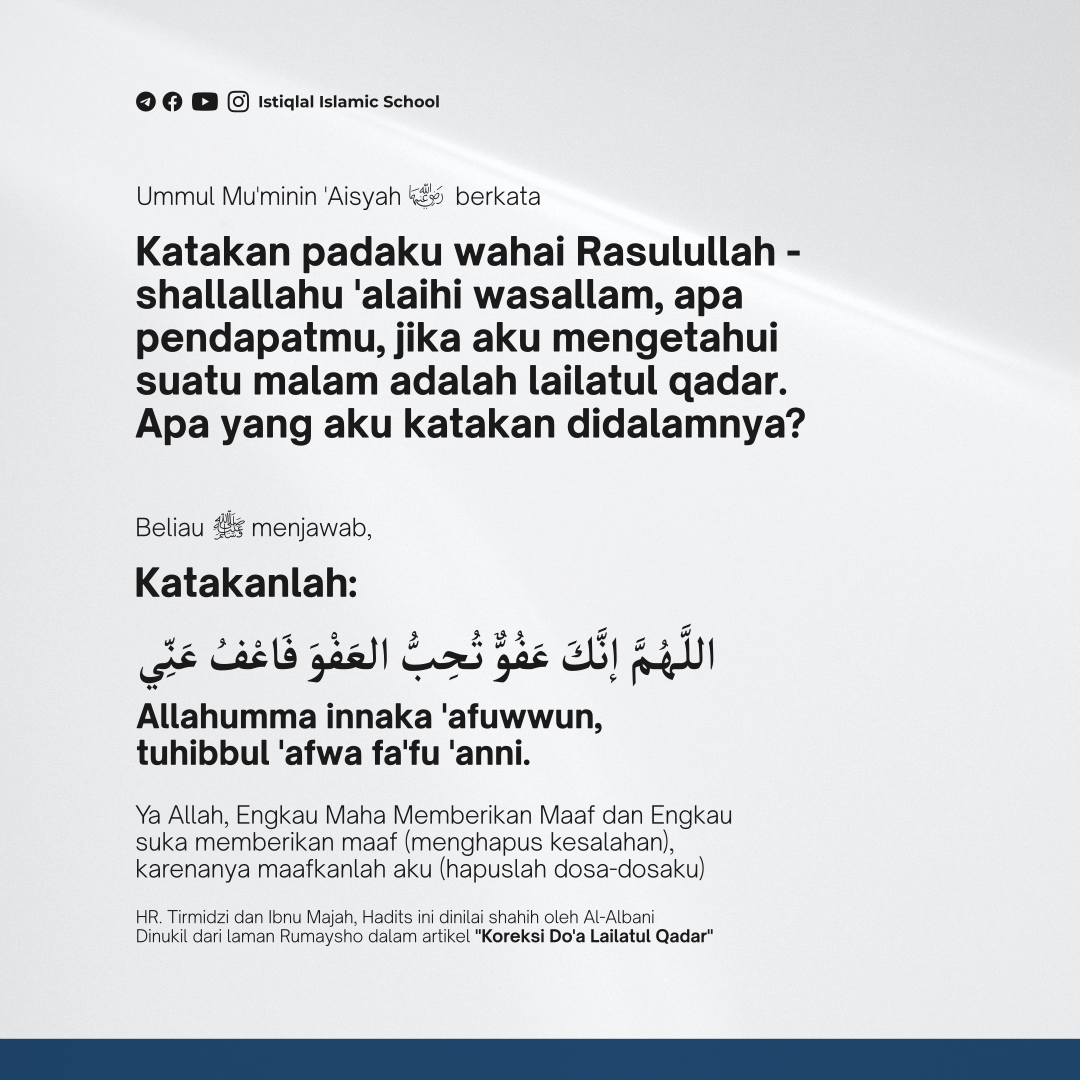 Istiqlal Islamic School
Ummul Mu'minin 'Aisyah رضي الله عنها berkata
Katakan padaku wahai Rasulullah -
shallallahu 'alaihi wasallam, apa
pendapatmu, jika aku mengetahui
suatu malam adalah lailatul qadar.
Apa yang aku katakan didalamnya?
Beliau ﷺ menjawab,
Katakanlah:
اللَّهُمَّ إِنَّكَ عَفُوٌّ تُحِبُّ العَفْوَ فَاعْفُ عَنِّي
Allahumma innaka 'afuwwun,
tuhibbul 'afwa fa'fu 'anni.
Ya Allah, Engkau Maha Memberikan Maaf dan Engkau
suka memberikan maaf (menghapus kesalahan),
karenanya maafkanlah aku (hapuslah dosa-dosaku)
HR. Tirmidzi dan Ibnu Majah, Hadits ini dinilai shahih oleh Al-Albani
Dinukil dari laman Rumaysho dalam artikel "Koreksi Do'a Lailatul Qadar"